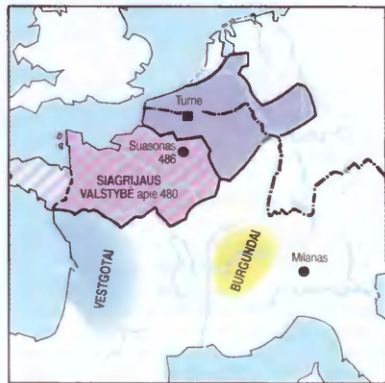 Turne
Suasonas
486
SIAGRIJAUS
VALSTYBĖ apie 480
VESTGOTAI
BURGUNDAI
Milanas